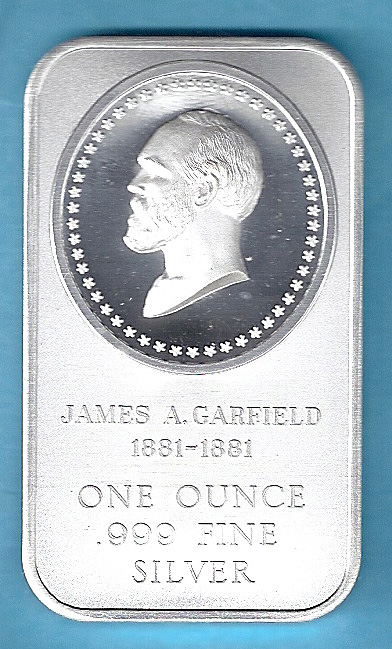 JAMES A. GARFIELD
1881-1881
ONE OUNCE
.999 FINE
SILVER